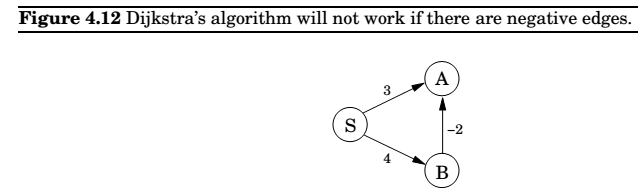 Figure 4.12 Dijkstra's algorithm will not work if there are negative edges.
A
3
S
−2
4
B